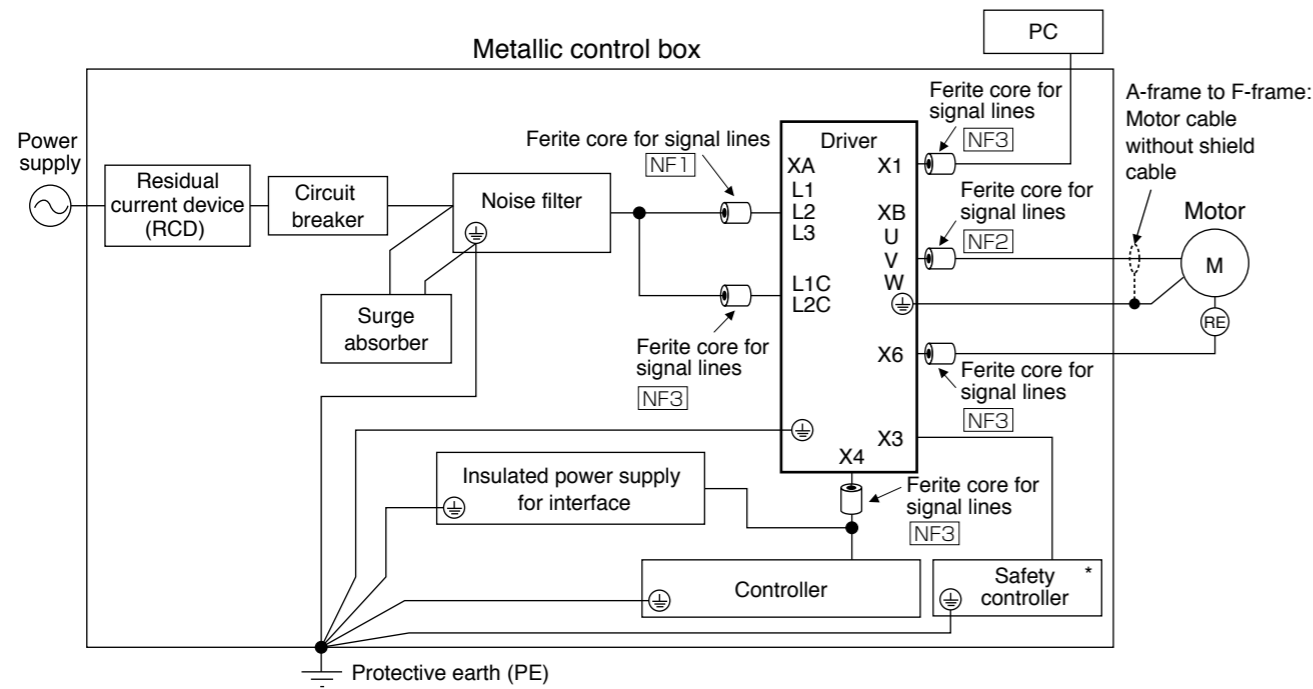 PC
Metallic control box
A-frame to F-frame:
Motor cable
without shield
cable
Power
supply
Residual
current device
(RCD)
Circuit
breaker
Noise filter
Surge
absorber
Ferite core for signal lines
NF1
Ferite core for
signal lines
NF3
Driver
XA
L1
L2
L3
L1C
L2C
X1
XB
U
V
W
X6
X3
X4
Ferite core for
signal lines
NF3
Ferite core for
signal lines
NF2
Motor
M
RE
Ferite core for
signal lines
NF3
Ferite core for
signal lines
NF3
Insulated power supply
for interface
Controller
Safety *
controller
Protective earth (PE)